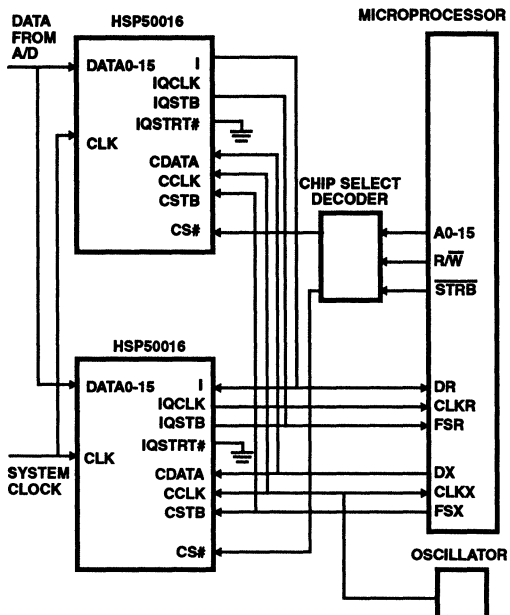 DATA
FROM
A/D
HSP50016
MICROPROCESSOR
DATA0-15
I
IQCLK
IQSTB
IQSTRT#
CLK
CDATA
CCLK
CSTB
CS#
CHIP SELECT
DECODER
A0-15
R/W
STRB
HSP50016
DATA0-15
I
IQCLK
IQSTB
IQSTRT#
CLK
CDATA
CCLK
CSTB
CS#
DR
CLKR
FSR
DX
CLKX
FSX
SYSTEM
CLOCK
OSCILLATOR